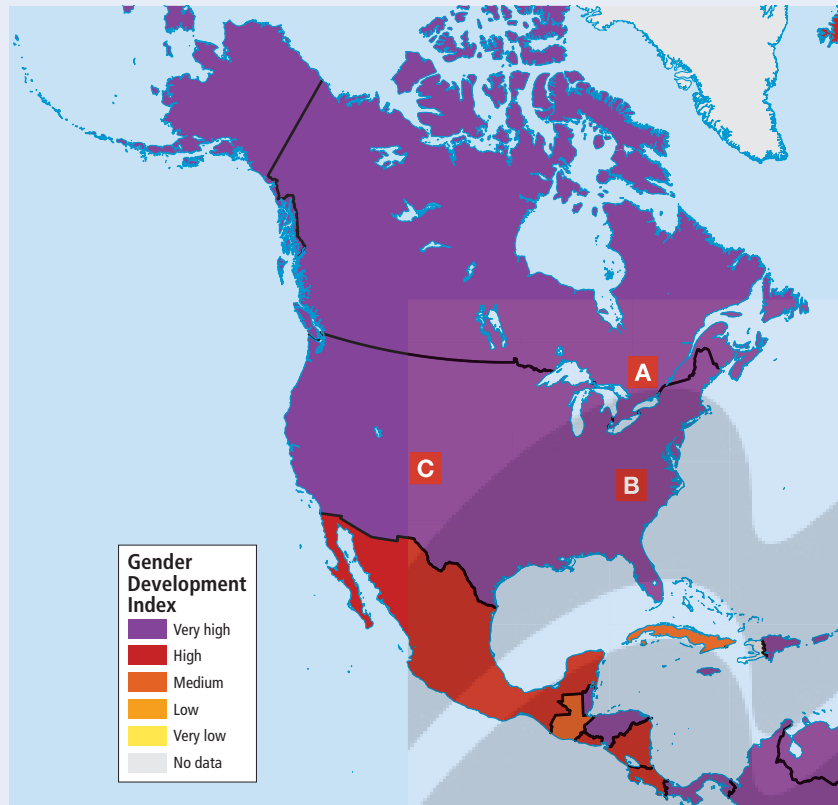 A
C
B
Gender
Development
Index
Very high
High
Medium
Low
Very low
No data